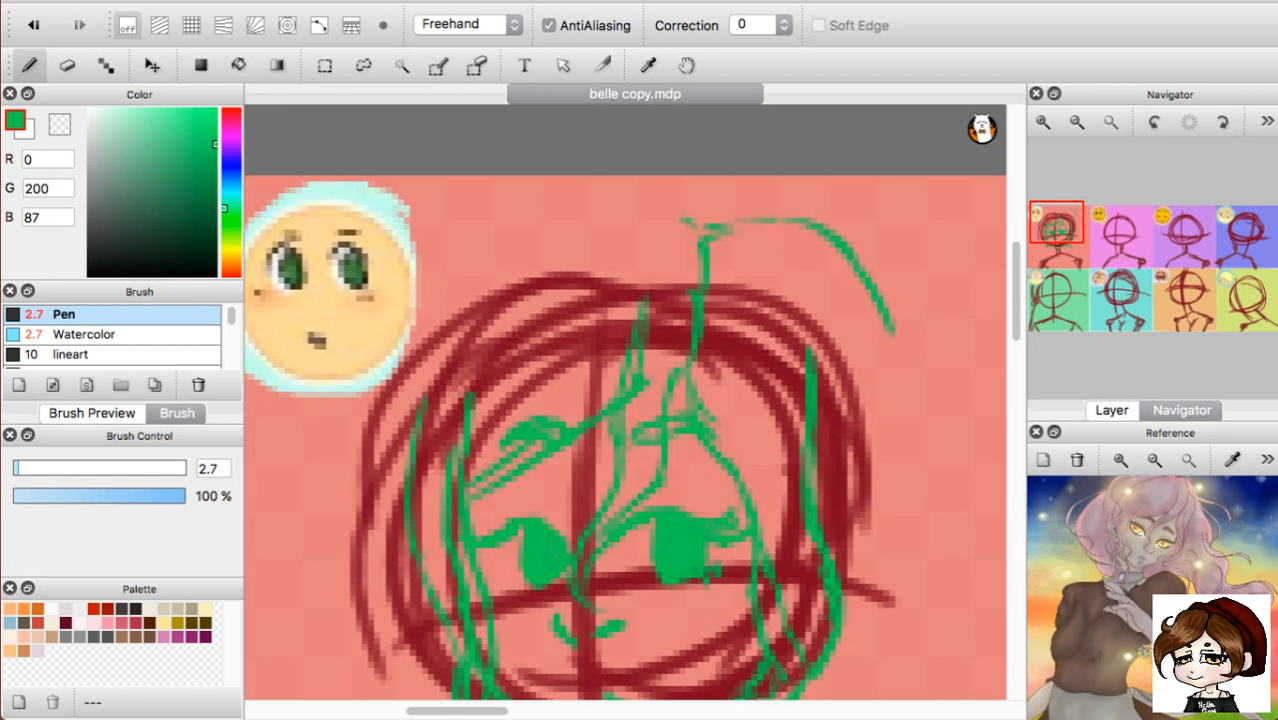 off
Freehand
AntiAliasing
Correction
0
Soft Edge
T
Color
belle copy.mdp
Navigator
R
0
G
200
B
87
Brush
2.7
Pen
2.7
Watercolor
10
lineart
Brush Preview
Brush
Layer
Navigator
Brush Control
Reference
2.7
100 %
Palette
---